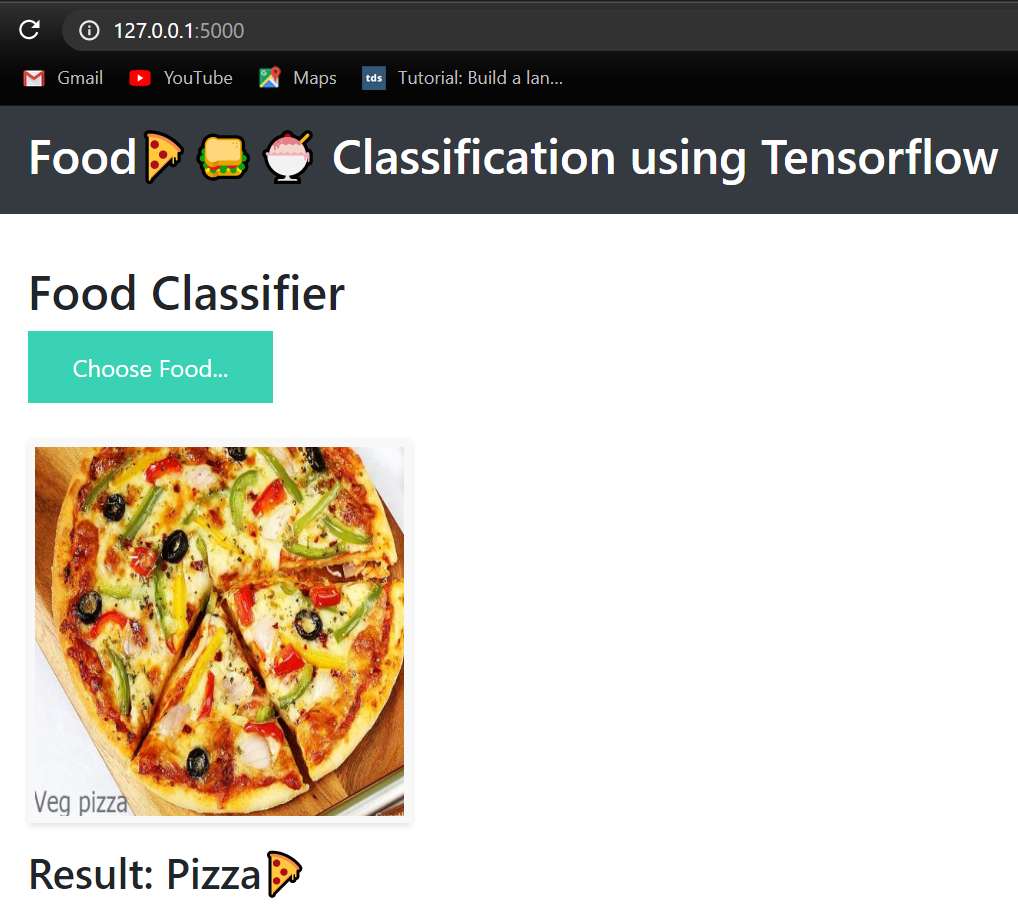 127.0.0.1:5000
Gmail YouTube Maps tds Tutorial: Build a lan...
Food🍕🥪🍧 Classification using Tensorflow
Food Classifier
Choose Food...
Veg pizza
Result: Pizza🍕